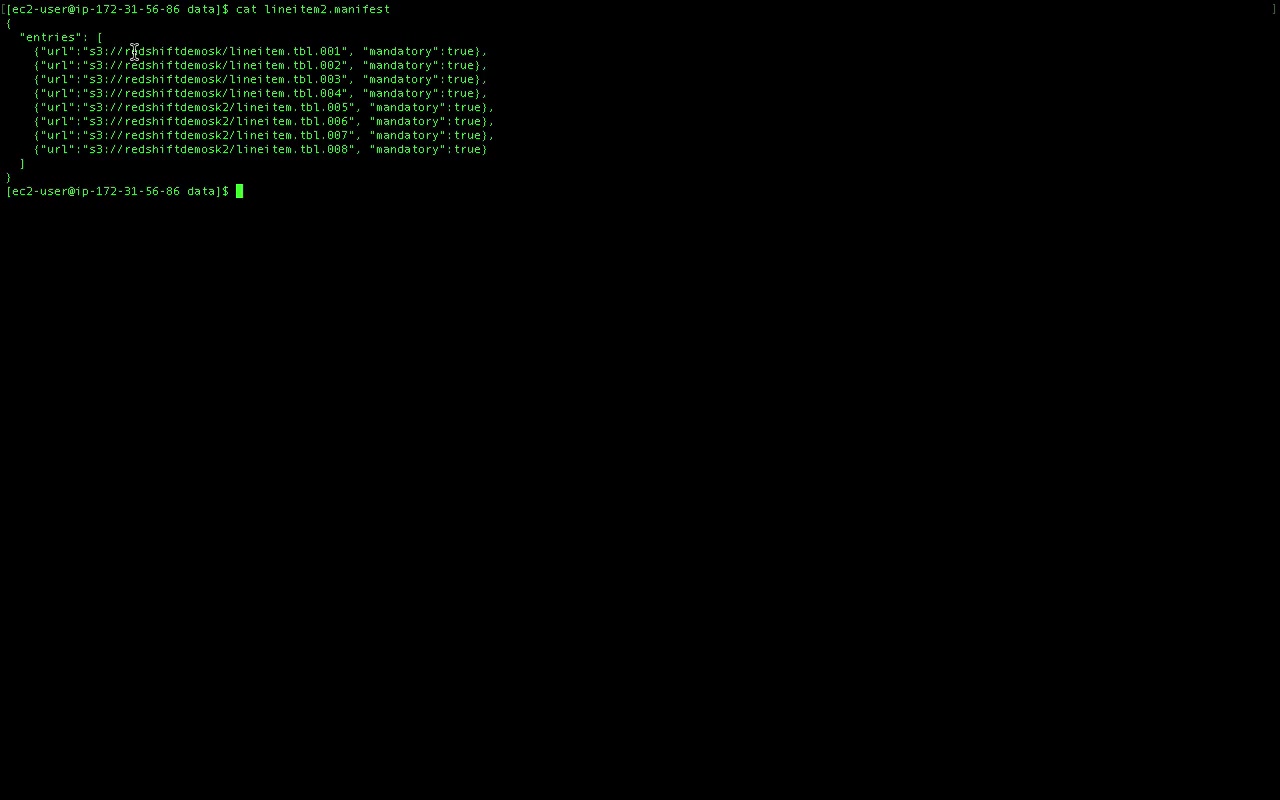 [[ec2-user@ip-172-31-56-86 data]$ cat lineitem2.manifest ]
{
  "entries": [
    {"url":"s3://redshiftdemosk/lineitem.tbl.001", "mandatory":true},
    {"url":"s3://redshiftdemosk/lineitem.tbl.002", "mandatory":true},
    {"url":"s3://redshiftdemosk/lineitem.tbl.003", "mandatory":true},
    {"url":"s3://redshiftdemosk/lineitem.tbl.004", "mandatory":true},
    {"url":"s3://redshiftdemosk2/lineitem.tbl.005", "mandatory":true},
    {"url":"s3://redshiftdemosk2/lineitem.tbl.006", "mandatory":true},
    {"url":"s3://redshiftdemosk2/lineitem.tbl.007", "mandatory":true},
    {"url":"s3://redshiftdemosk2/lineitem.tbl.008", "mandatory":true}
  ]
}
[ec2-user@ip-172-31-56-86 data]$